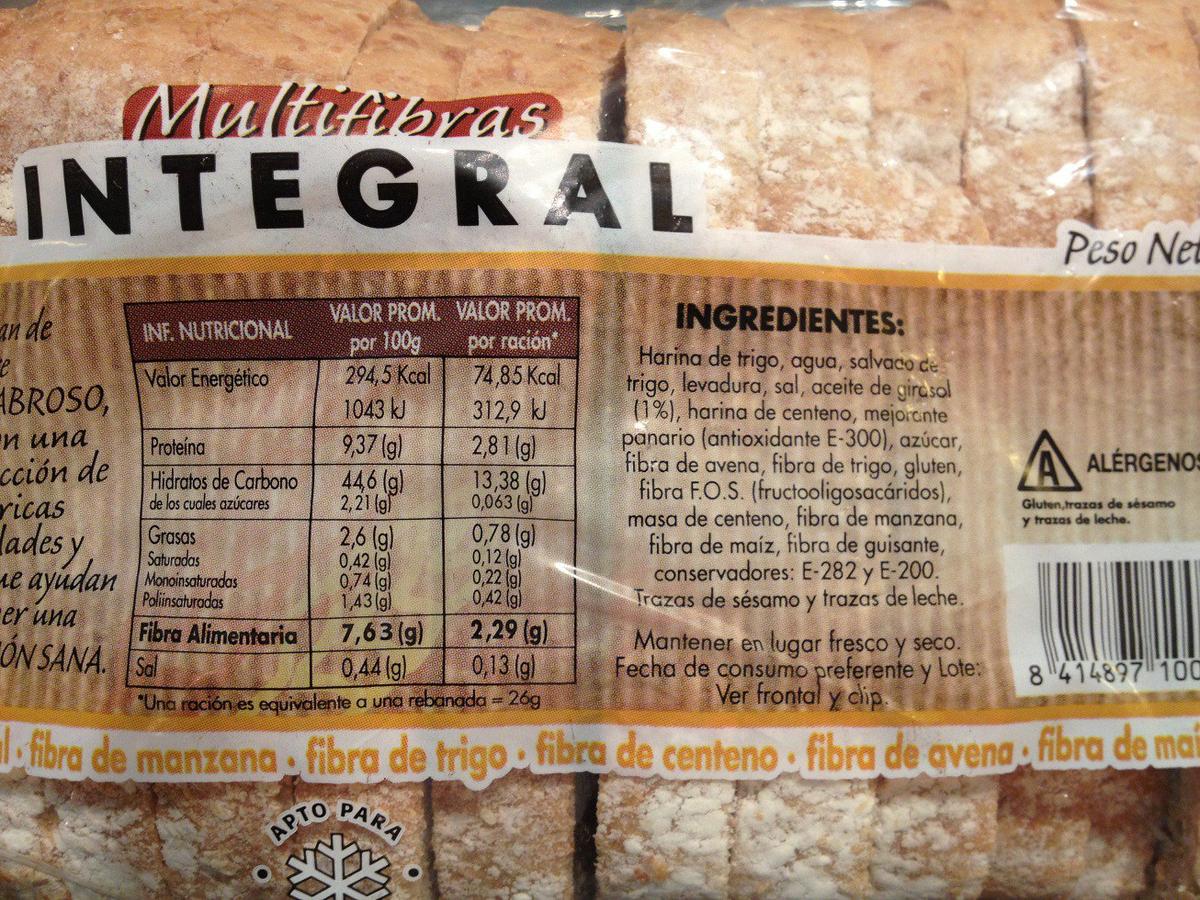 Multifibras
INTEGRAL
Peso
an de
ABROSO,
n una
cción de
ricas
dades y
ue ayudan
er una
ÓN SANA.
INF. NUTRICIONAL VALOR PROM. por 100g VALOR PROM. por ración*
Valor Energético 294,5 Kcal 74,85 Kcal
1043 kJ 312,9 kJ
Proteína 9,37 (g) 2,81 (g)
Hidratos de Carbono 44,6 (g) 13,38 (g)
de los cuales azúcares 2,21 (g) 0,063 (g)
Grasas 2,6 (g) 0,78 (g)
Saturadas 0,42 (g) 0,12 (g)
Monoinsaturadas 0,74 (g) 0,22 (g)
Poliinsaturadas 1,43 (g) 0,42 (g)
Fibra Alimentaria 7,63 (g) 2,29 (g)
Sal 0,44 (g) 0,13 (g)
*Una ración es equivalente a una rebanada = 26g
INGREDIENTES:
Harina de trigo, agua, salvado de
trigo, levadura, sal, aceite de girasol
(1%), harina de centeno, mejorante
panario (antioxidante E-300), azúcar,
fibra de avena, fibra de trigo, gluten,
fibra F.O.S. (fructooligosacáridos),
masa de centeno, fibra de manzana,
fibra de maíz, fibra de guisante,
conservadores: E-282 y E-200.
Trazas de sésamo y trazas de leche.
Mantener en lugar fresco y seco.
Fecha de consumo preferente y Lote:
Ver frontal y clip.
A ALÉRGENOS
Gluten,trazas de sésamo
y trazas de leche.
8 414897 100
fibra de manzana · fibra de trigo · fibra de centeno · fibra de avena · fibra de mai
APTO PARA